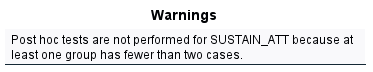 Warnings
Post hoc tests are not performed for SUSTAIN_ATT because at
least one group has fewer than two cases.